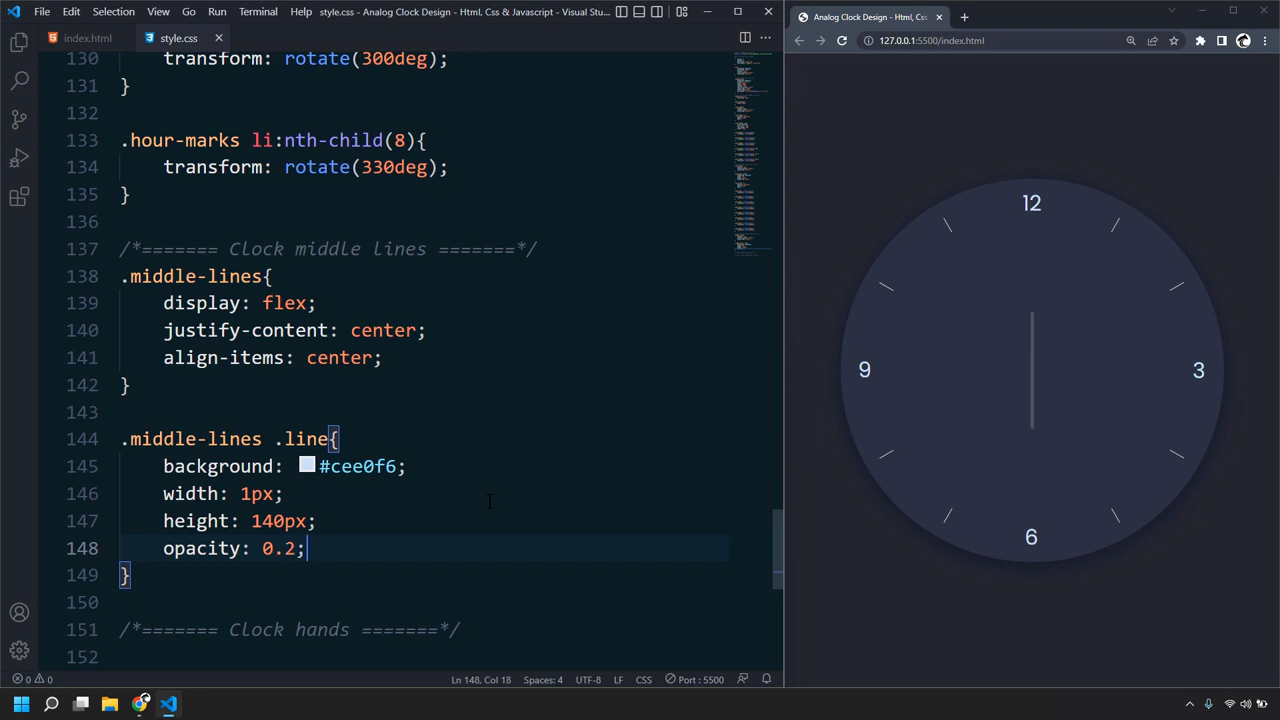 File Edit Selection View Go Run Terminal Help style.css - Analog Clock Design - Html, Css & Javascript - Visual Stu...
index.html style.css
130 transform: rotate(300deg);
131 }
132
133 .hour-marks li:nth-child(8){
134 transform: rotate(330deg);
135 }
136
137 /*======= Clock middle lines =======*/
138 .middle-lines{
139 display: flex;
140 justify-content: center;
141 align-items: center;
142 }
143
144 .middle-lines .line{
145 background: #cee0f6;
146 width: 1px;
147 height: 140px;
148 opacity: 0.2;
149 }
150
151 /*======= Clock hands =======*/
152
0 0 Ln 148, Col 18 Spaces: 4 UTF-8 LF CSS Port : 5500
Analog Clock Design - Html, Css
127.0.0.1:5500/index.html
12
9 3
6